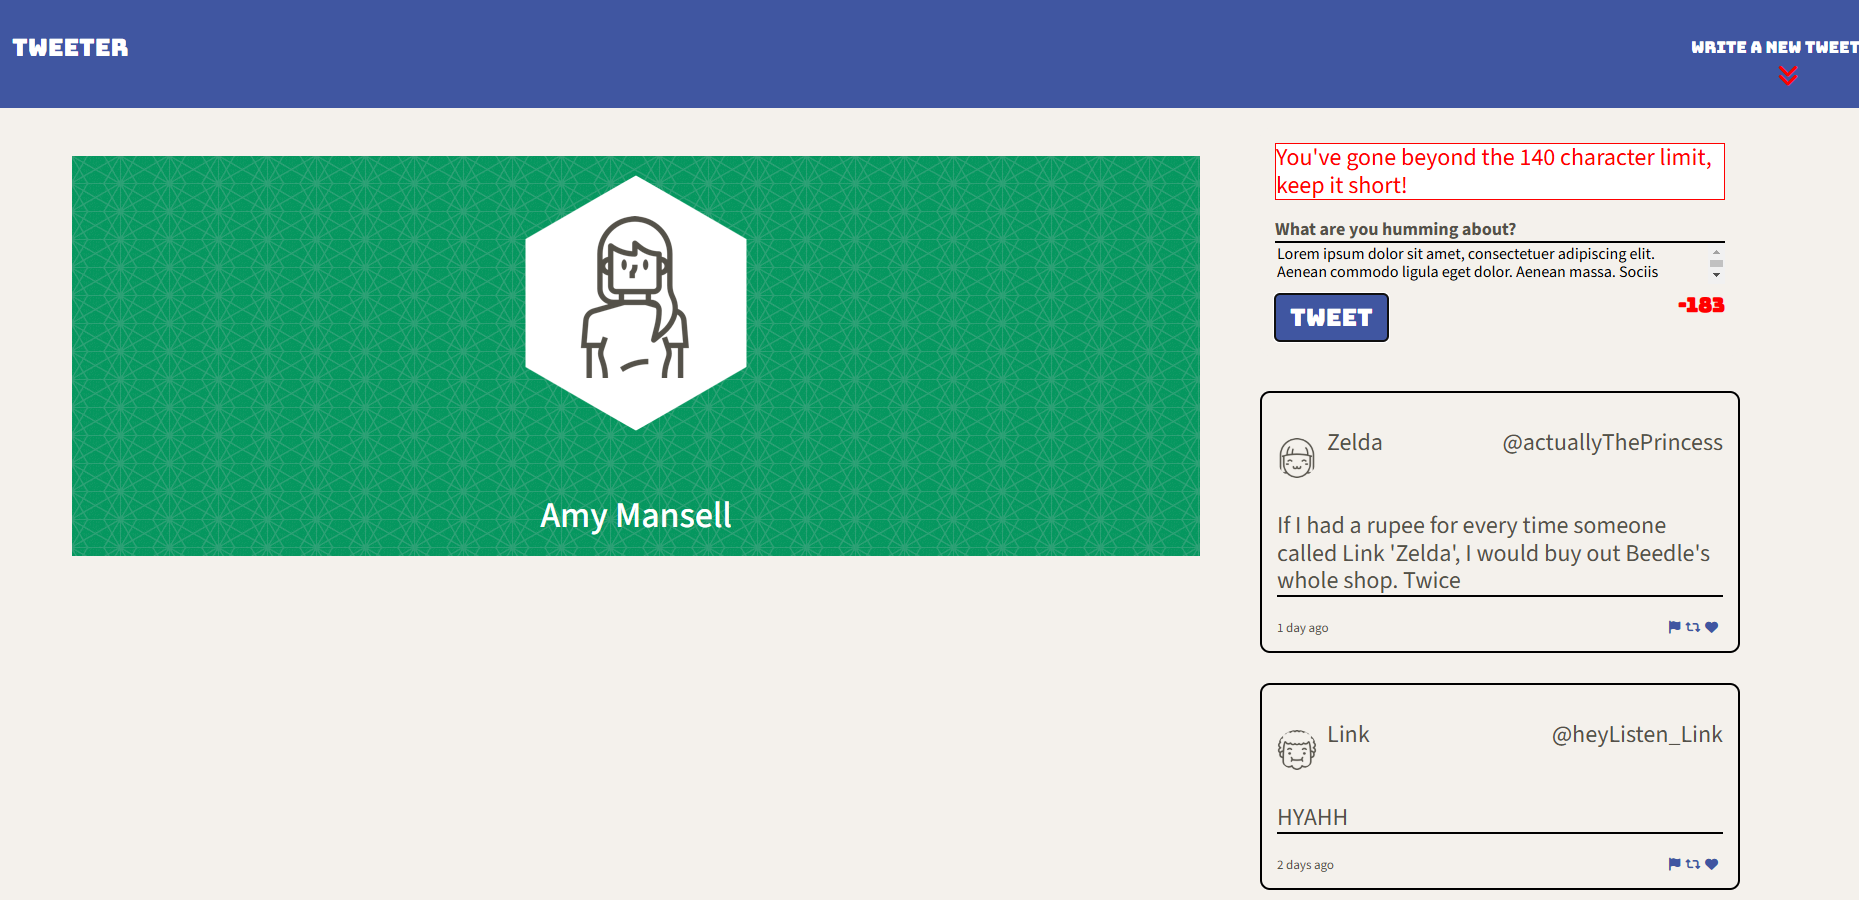 TWEETER
WRITE A NEW TWEET
Amy Mansell
You've gone beyond the 140 character limit,
keep it short!
What are you humming about?
Lorem ipsum dolor sit amet, consectetuer adipiscing elit.
Aenean commodo ligula eget dolor. Aenean massa. Sociis
TWEET
-183
Zelda
@actuallyThePrincess
If I had a rupee for every time someone
called Link 'Zelda', I would buy out Beedle's
whole shop. Twice
1 day ago
Link
@heyListen_Link
HYAHH
2 days ago